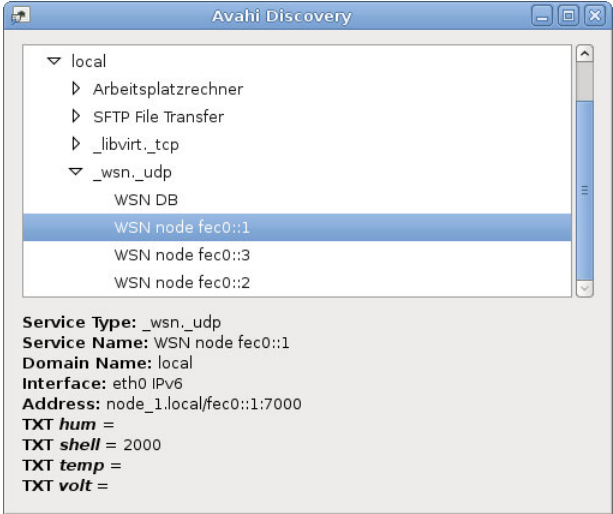 Avahi Discovery
local
Arbeitsplatzrechner
SFTP File Transfer
_libvirt._tcp
_wsn._udp
WSN DB
WSN node fec0::1
WSN node fec0::3
WSN node fec0::2
Service Type: _wsn._udp
Service Name: WSN node fec0::1
Domain Name: local
Interface: eth0 IPv6
Address: node_1.local/fec0::1:7000
TXT hum =
TXT shell = 2000
TXT temp =
TXT volt =